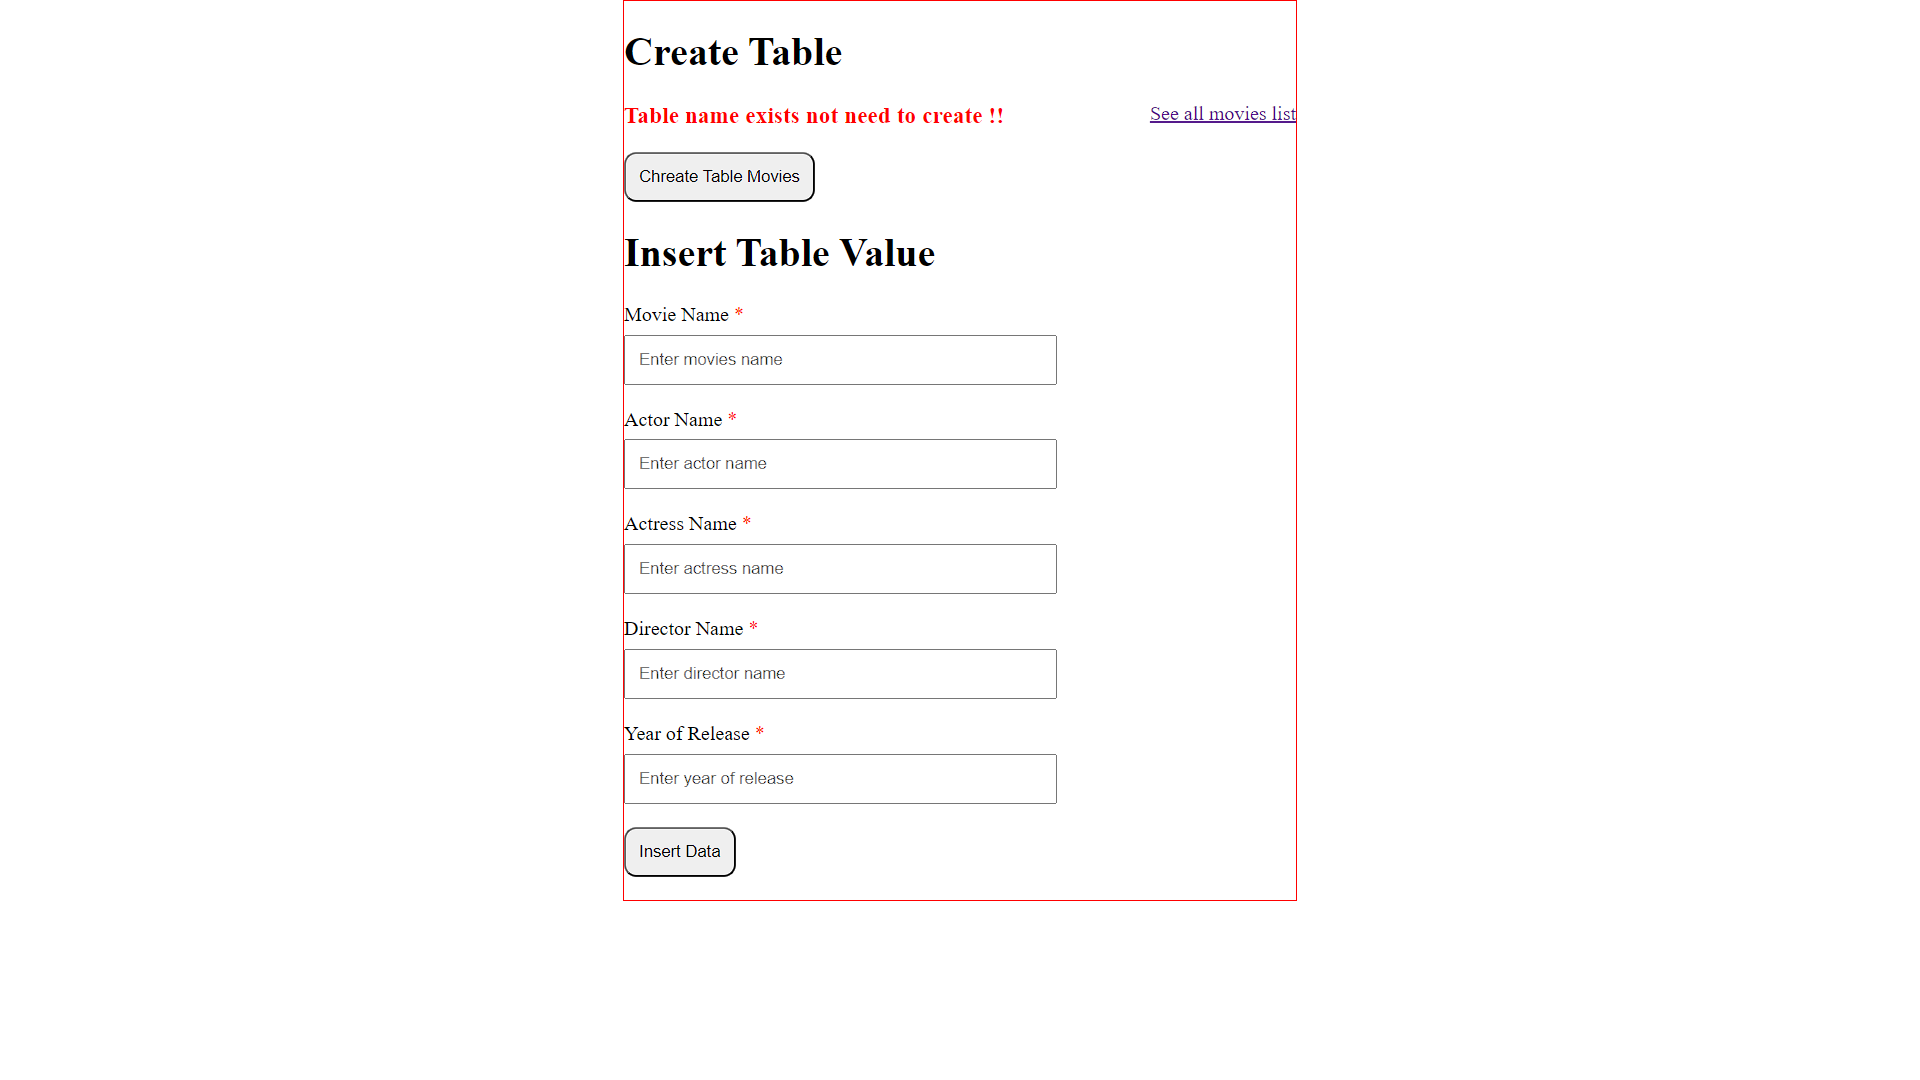 Create Table
Table name exists not need to create !! See all movies list
Chreate Table Movies
Insert Table Value
Movie Name *
Enter movies name
Actor Name *
Enter actor name
Actress Name *
Enter actress name
Director Name *
Enter director name
Year of Release *
Enter year of release
Insert Data